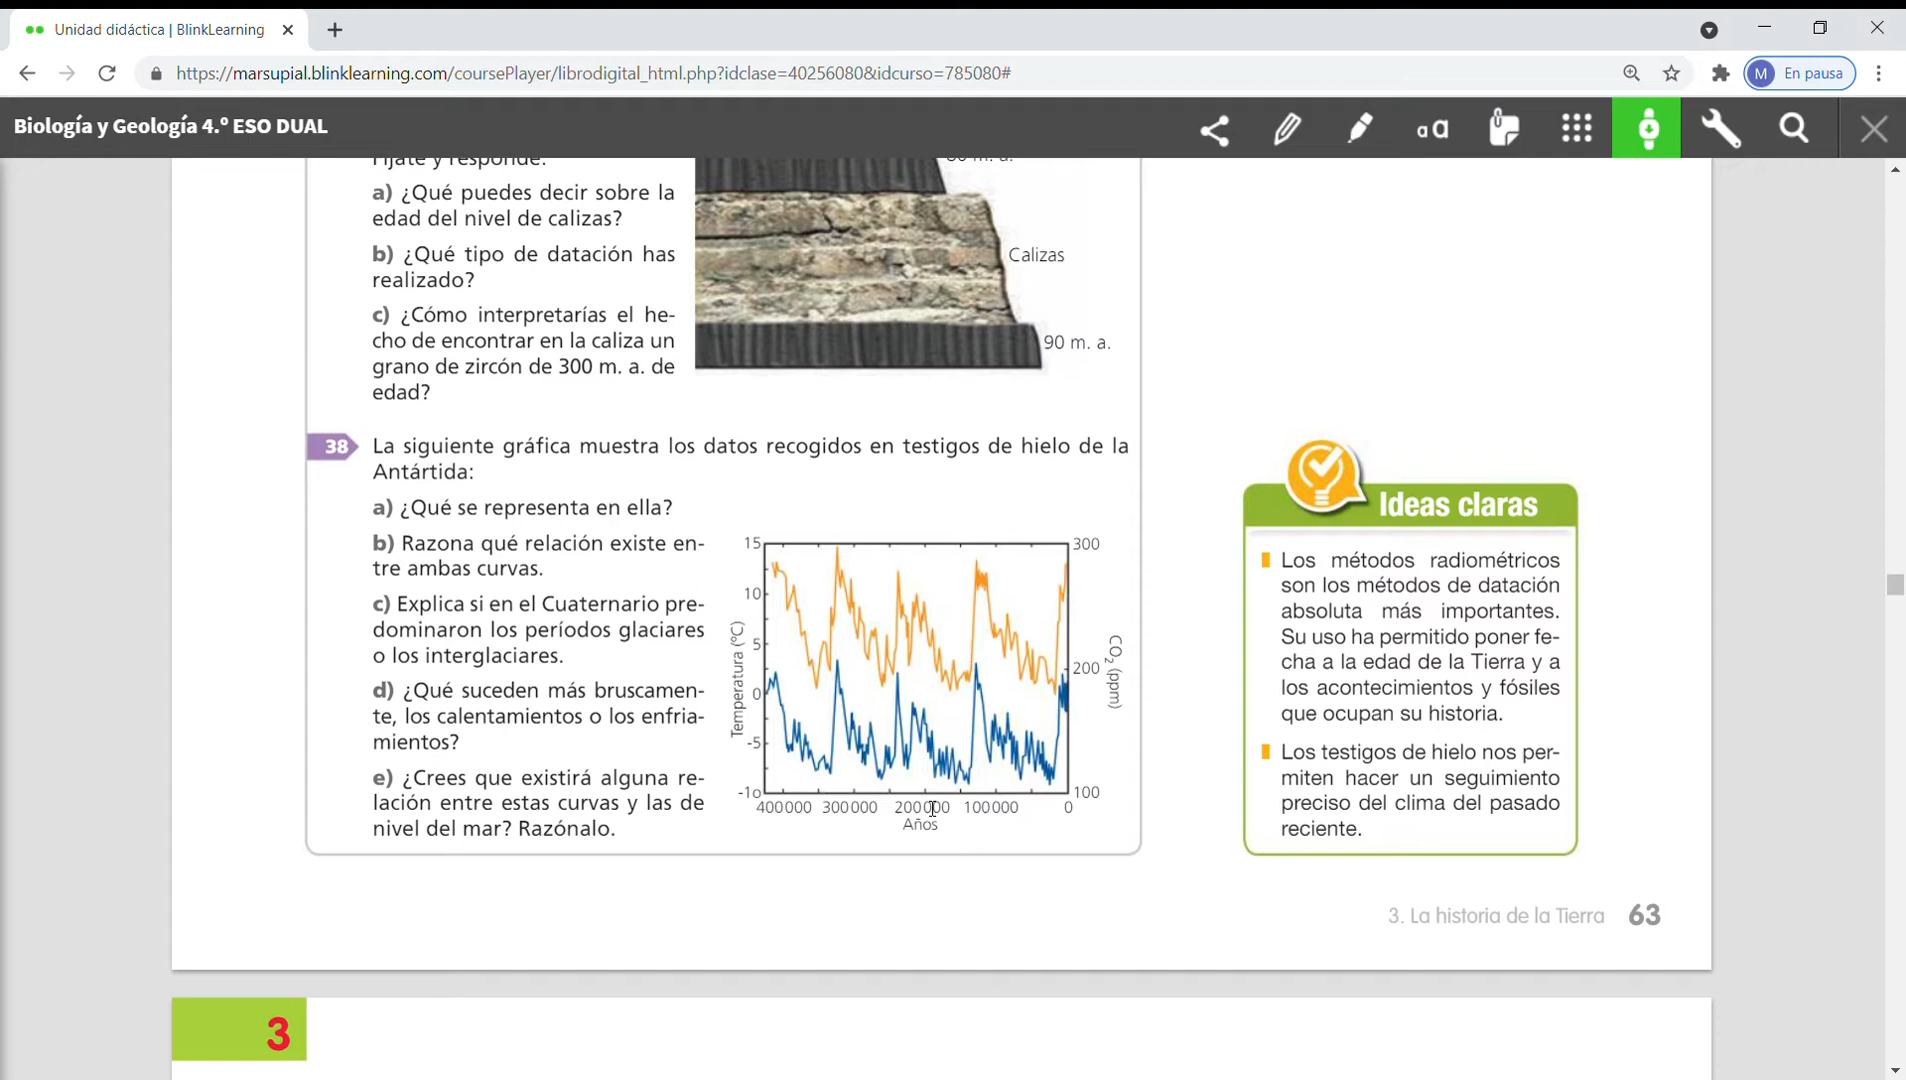 Unidad didáctica | BlinkLearning
https://marsupial.blinklearning.com/coursePlayer/librodigital_html.php?idclase=40256080&idcurso=785080#
M En pausa
Biología y Geología 4.º ESO DUAL
a a
Fíjate y responde.
80 m. a.
a) ¿Qué puedes decir sobre la
edad del nivel de calizas?
b) ¿Qué tipo de datación has
realizado?
c) ¿Cómo interpretarías el he-
cho de encontrar en la caliza un
grano de zircón de 300 m. a. de
edad?
Calizas
90 m. a.
38 La siguiente gráfica muestra los datos recogidos en testigos de hielo de la
Antártida:
a) ¿Qué se representa en ella?
b) Razona qué relación existe en-
tre ambas curvas.
c) Explica si en el Cuaternario pre-
dominaron los períodos glaciares
o los interglaciares.
d) ¿Qué suceden más bruscamen-
te, los calentamientos o los enfria-
mientos?
e) ¿Crees que existirá alguna re-
lación entre estas curvas y las de
nivel del mar? Razónalo.
Temperatura (ºC)
15
10
5
0
-5
-10
300
200
100
CO2 (ppm)
400000 300000 200000 100000 0
Años
Ideas claras
Los métodos radiométricos
son los métodos de datación
absoluta más importantes.
Su uso ha permitido poner fe-
cha a la edad de la Tierra y a
los acontecimientos y fósiles
que ocupan su historia.
Los testigos de hielo nos per-
miten hacer un seguimiento
preciso del clima del pasado
reciente.
3. La historia de la Tierra 63
3